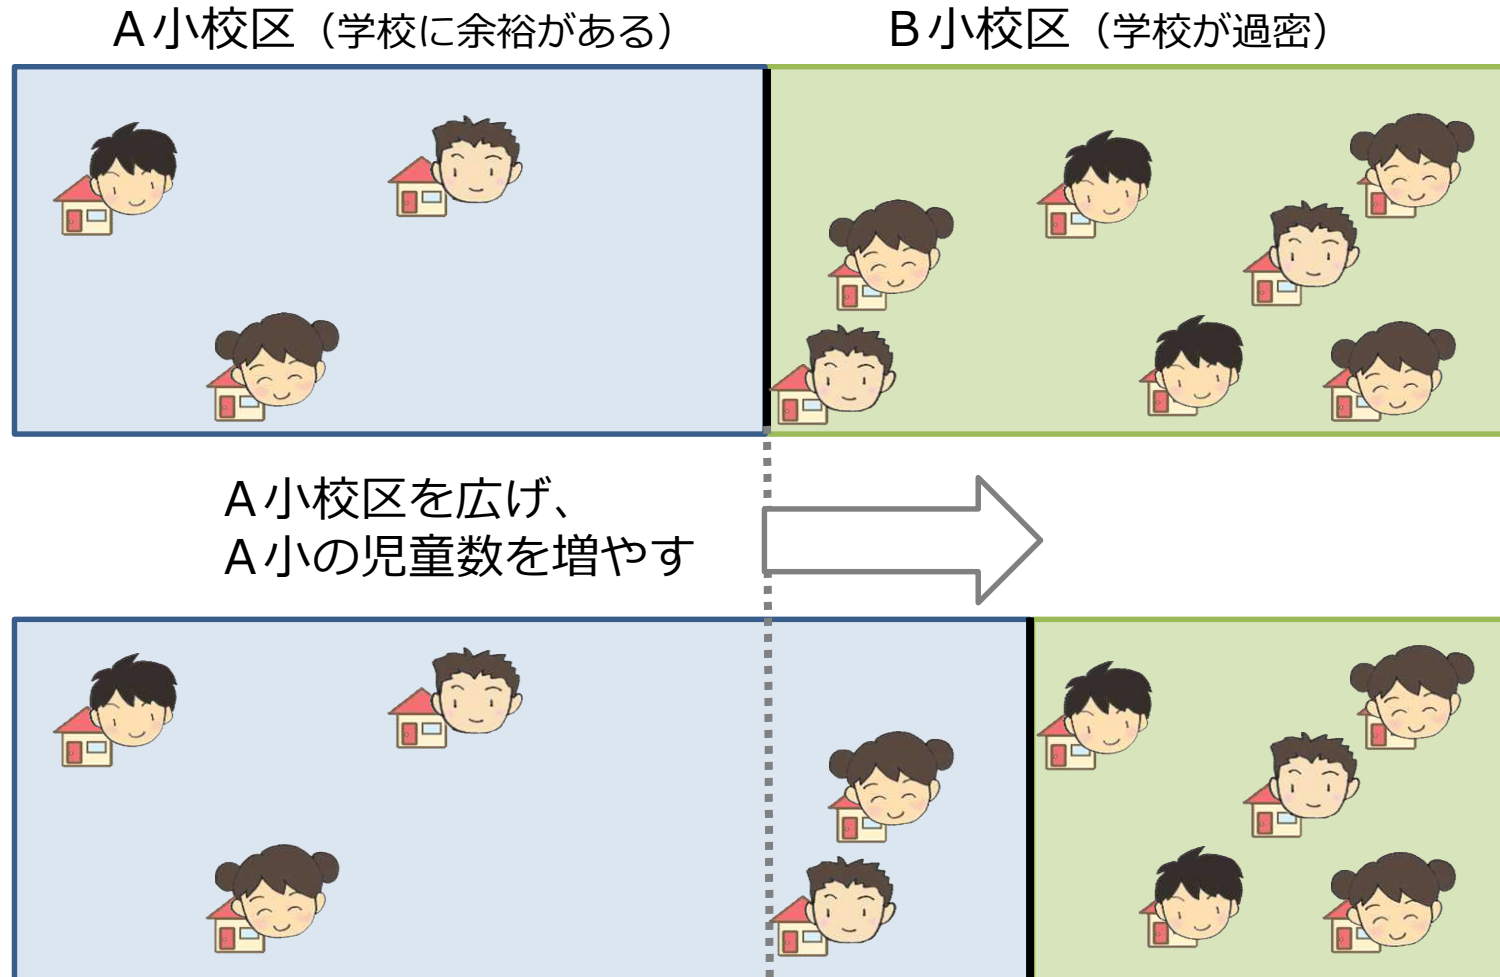 A小校区（学校に余裕がある）
B小校区（学校が過密）
A小校区を広げ、
A小の児童数を増やす